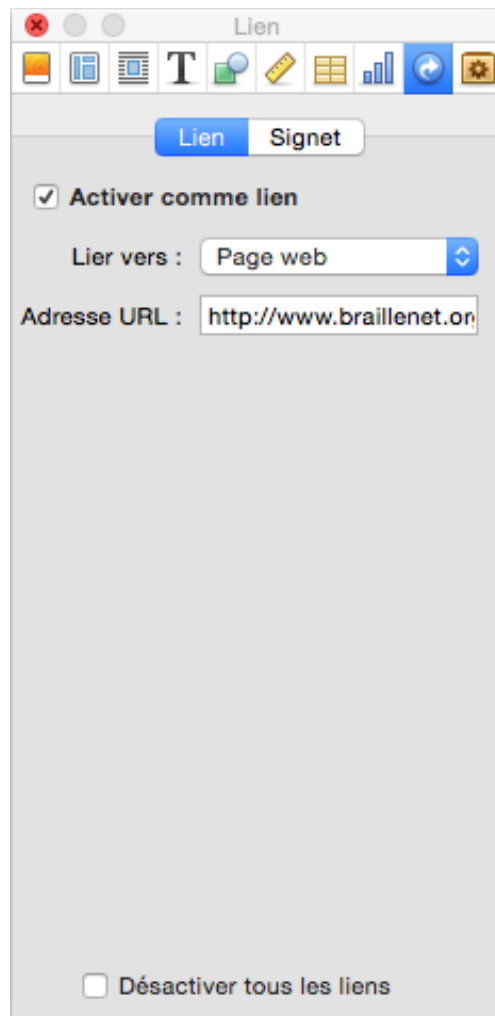 Lien
T
Lien Signet
Activer comme lien
Lier vers : Page web
Adresse URL : http://www.braillenet.or
Désactiver tous les liens